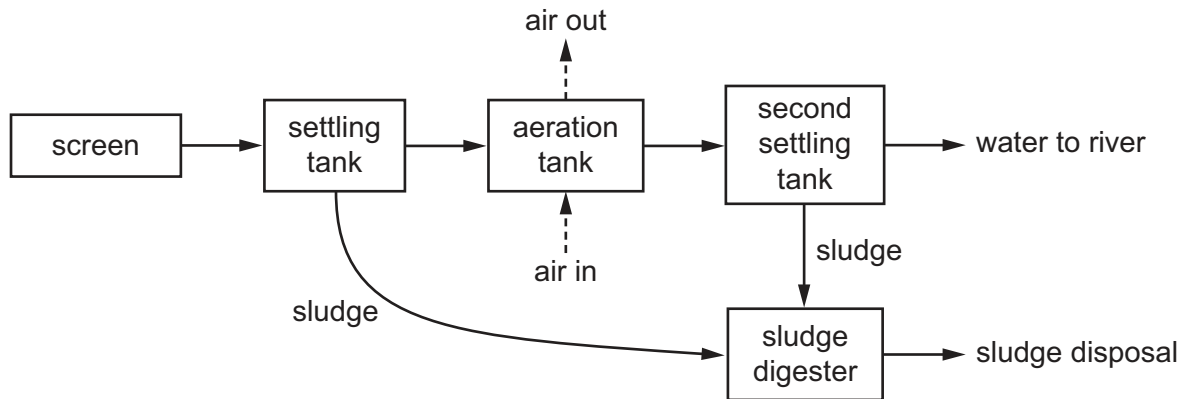 air out
screen
settling
tank
aeration
tank
second
settling
tank
water to river
air in
sludge
sludge
sludge
digester
sludge disposal